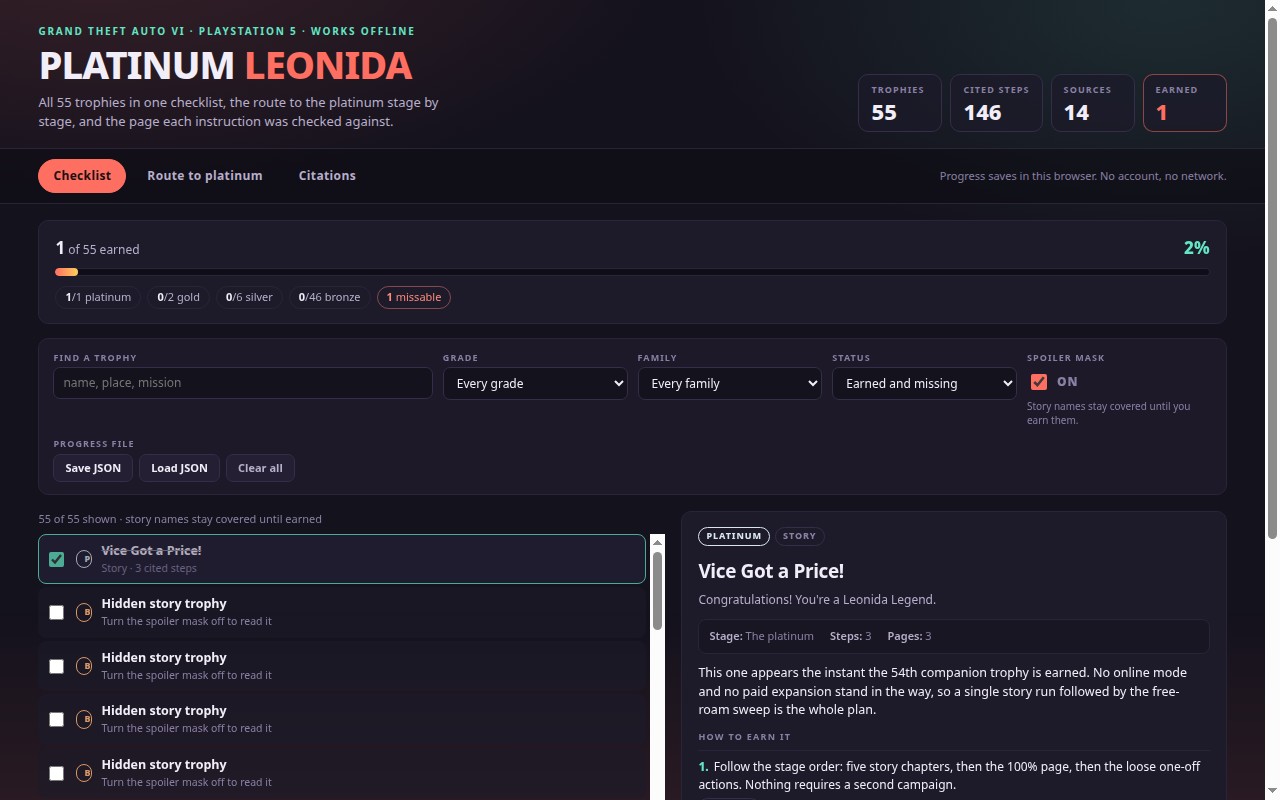 GRAND THEFT AUTO VI · PLAYSTATION 5 · WORKS OFFLINE
PLATINUM LEONIDA
All 55 trophies in one checklist, the route to the platinum stage by
stage, and the page each instruction was checked against.
TROPHIES
55
CITED STEPS
146
SOURCES
14
EARNED
1
Checklist
Route to platinum
Citations
Progress saves in this browser. No account, no network.
1 of 55 earned
2%
1/1 platinum
0/2 gold
0/6 silver
0/46 bronze
1 missable
FIND A TROPHY
name, place, mission
GRADE
Every grade
FAMILY
Every family
STATUS
Earned and missing
SPOILER MASK
ON
Story names stay covered until you
earn them.
PROGRESS FILE
Save JSON
Load JSON
Clear all
55 of 55 shown · story names stay covered until earned
P
Vice Got a Price!
Story · 3 cited steps
B
Hidden story trophy
Turn the spoiler mask off to read it
B
Hidden story trophy
Turn the spoiler mask off to read it
B
Hidden story trophy
Turn the spoiler mask off to read it
B
Hidden story trophy
Turn the spoiler mask off to read it
PLATINUM
STORY
Vice Got a Price!
Congratulations! You're a Leonida Legend.
Stage: The platinum
Steps: 3
Pages: 3
This one appears the instant the 54th companion trophy is earned. No online mode
and no paid expansion stand in the way, so a single story run followed by the free-
roam sweep is the whole plan.
HOW TO EARN IT
1. Follow the stage order: five story chapters, then the 100% page, then the loose one-off
actions. Nothing requires a second campaign.